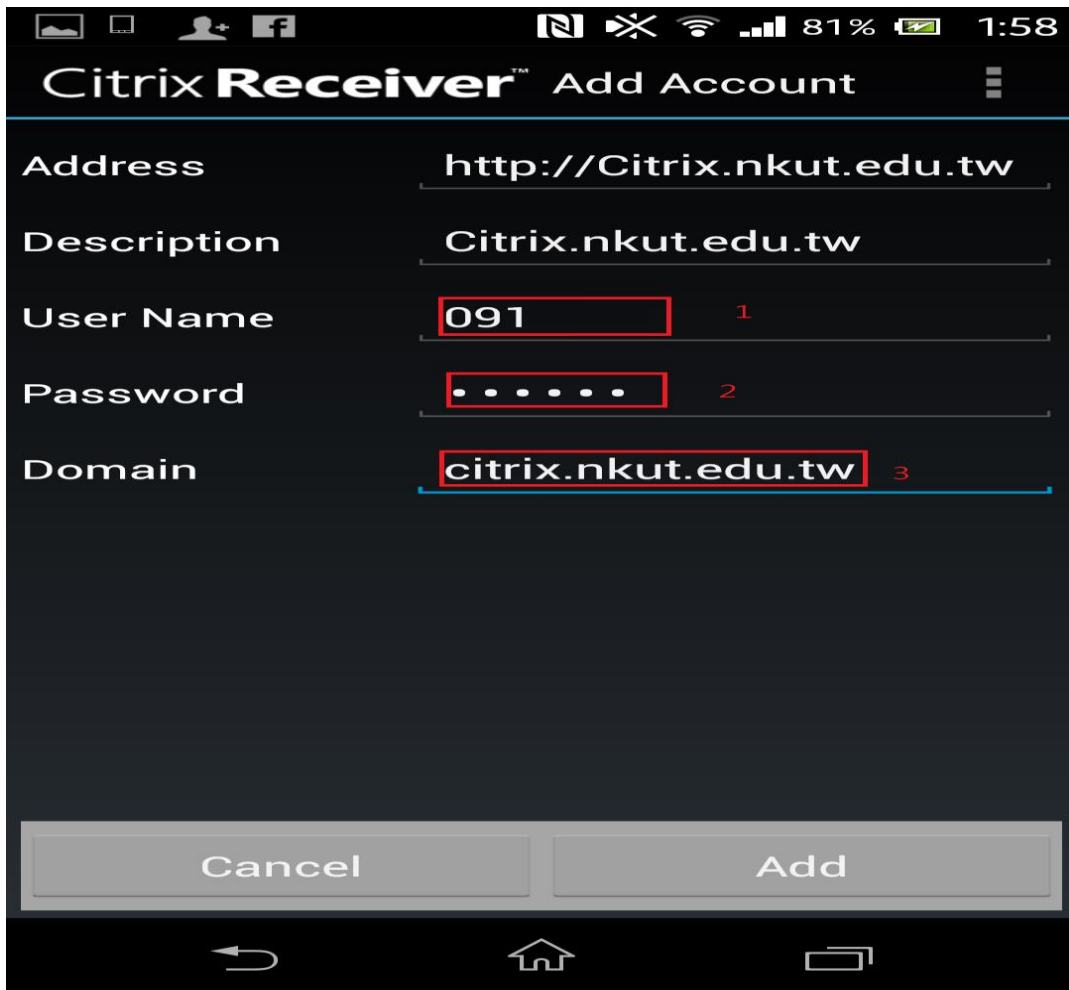 81% 1:58
Citrix Receiver™ Add Account
Address http://Citrix.nkut.edu.tw
Description Citrix.nkut.edu.tw
User Name 091 1
Password •••••• 2
Domain citrix.nkut.edu.tw 3
Cancel Add